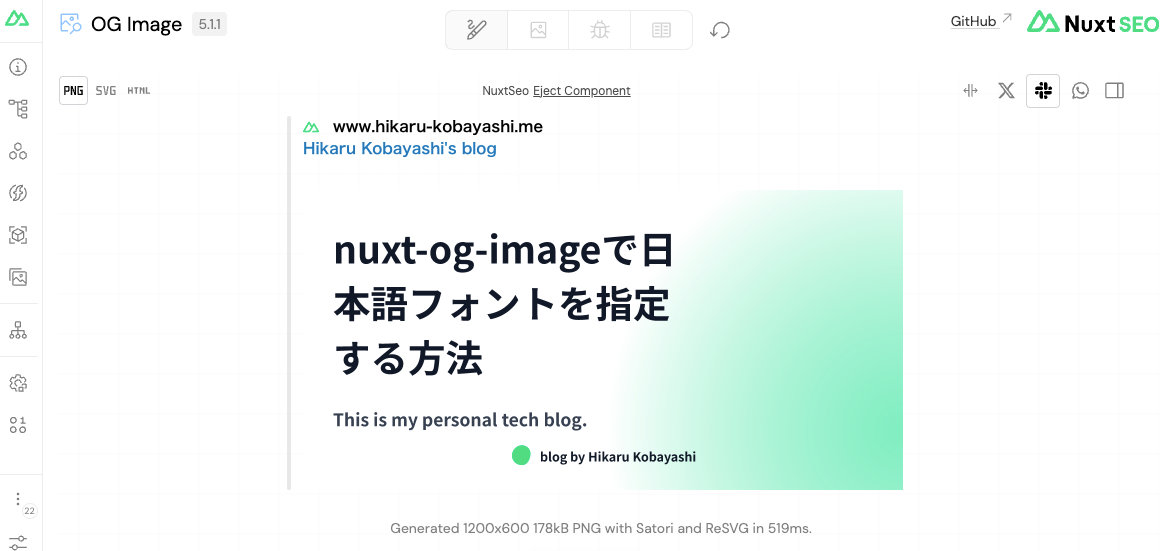 OG Image 5.1.1
GitHub
Nuxt SEO
PNG SVG HTML
NuxtSeo Eject Component
www.hikaru-kobayashi.me
Hikaru Kobayashi's blog
nuxt-og-imageで日
本語フォントを指定
する方法
This is my personal tech blog.
blog by Hikaru Kobayashi
22
Generated 1200x600 178kB PNG with Satori and ReSVG in 519ms.